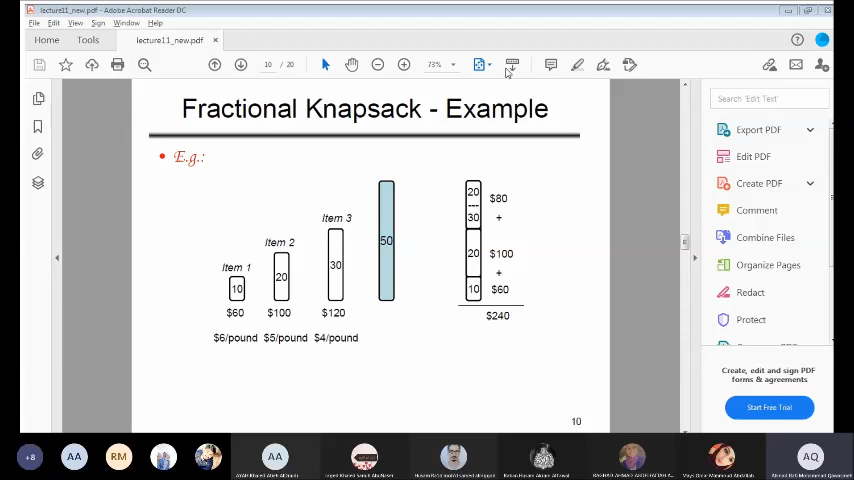 lecture11_new.pdf - Adobe Acrobat Reader DC
File Edit View Sign Window Help
Home Tools lecture11_new.pdf ×
10 / 20 73%
Fractional Knapsack - Example
• E.g.:
Item 1
10
$60
$6/pound
Item 2
20
$100
$5/pound
Item 3
30
$120
$4/pound
50
20
---
30
$80
+
20
$100
+
10
$60
$240
10
Search 'Edit Text'
Export PDF
Edit PDF
Create PDF
Comment
Combine Files
Organize Pages
Redact
Protect
Create, edit and sign PDF
forms & agreements
Start Free Trial
+8
AA
RM
AA
AQ